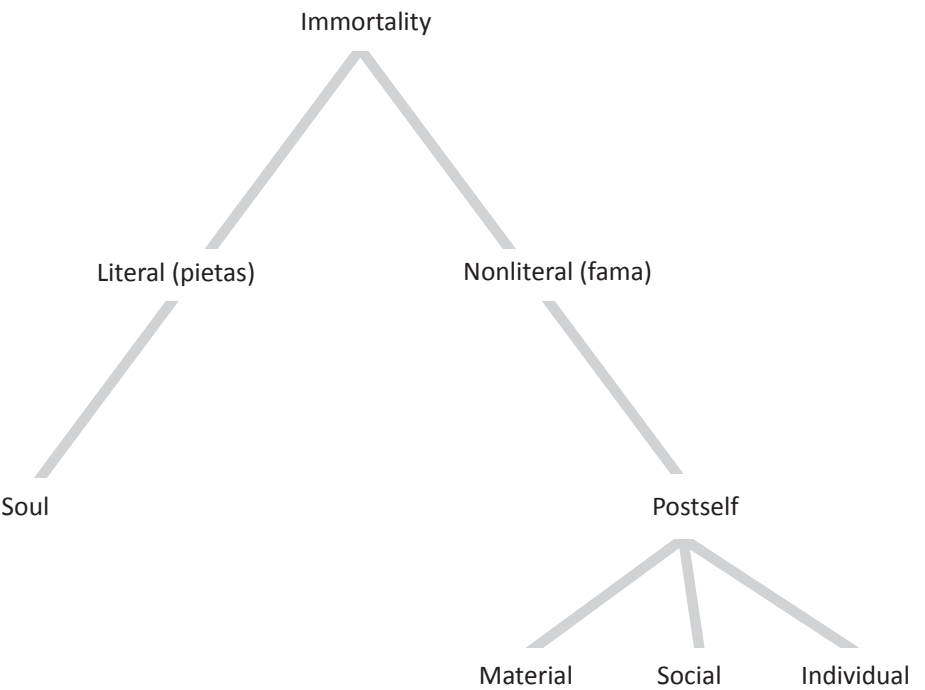 Immortality
Literal (pietas) Nonliteral (fama)
Soul Postself
Material Social Individual